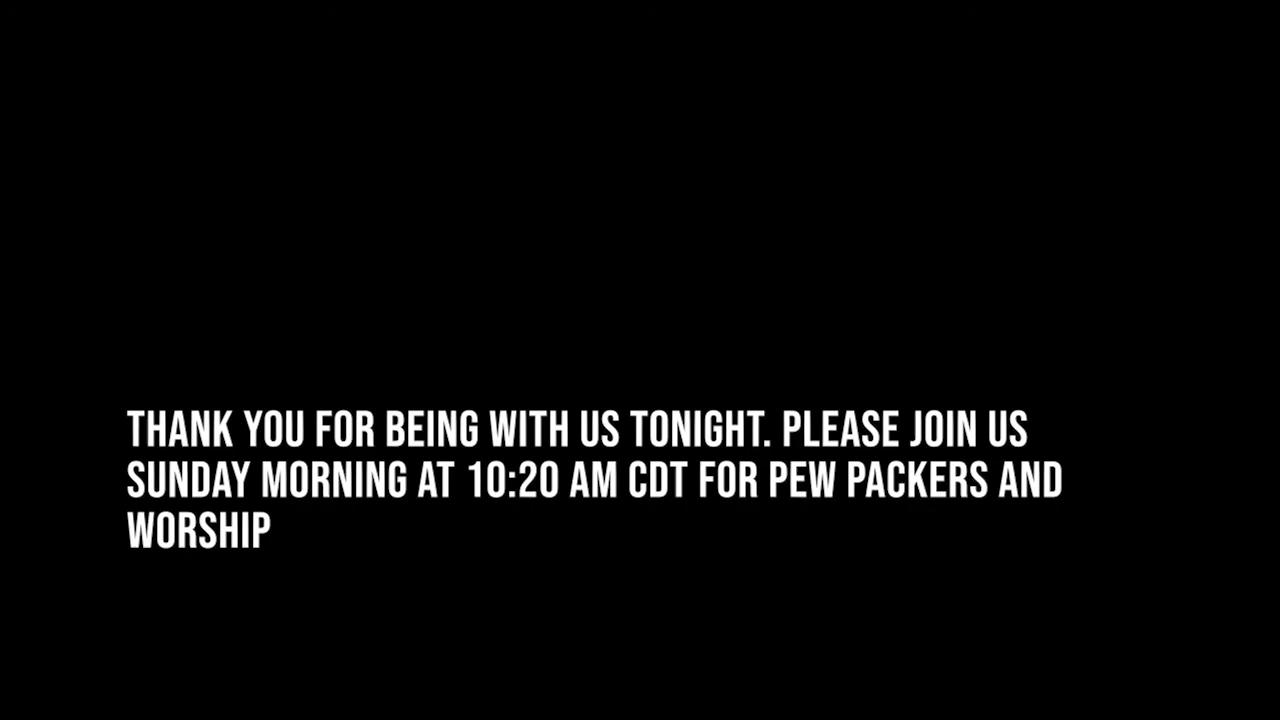 THANK YOU FOR BEING WITH US TONIGHT. PLEASE JOIN US
SUNDAY MORNING AT 10:20 AM CDT FOR PEW PACKERS AND
WORSHIP